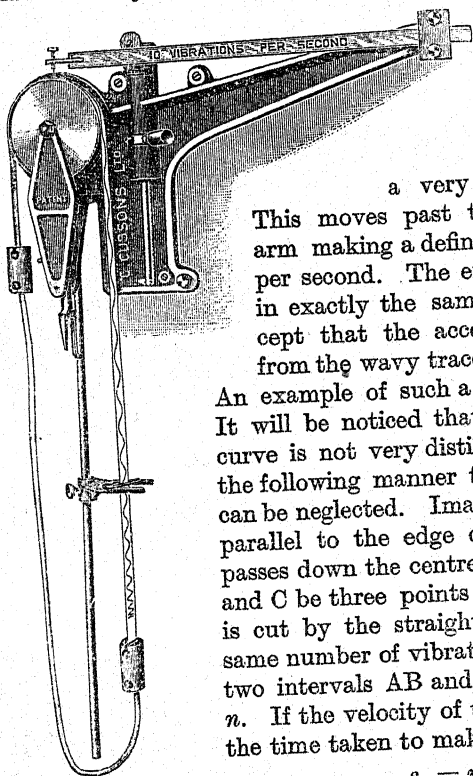 10 VIBRATIONS PER SECOND
PATENT
CUSSONS LTD
a very
This moves past t
arm making a defin
per second. The e
in exactly the sam
cept that the acce
from the wavy trace
An example of such a
It will be noticed tha
curve is not very disti
the following manner t
can be neglected. Ima
parallel to the edge o
passes down the centre
and C be three points
is cut by the straigh
same number of vibrat
two intervals AB and
n. If the velocity of t
the time taken to mak